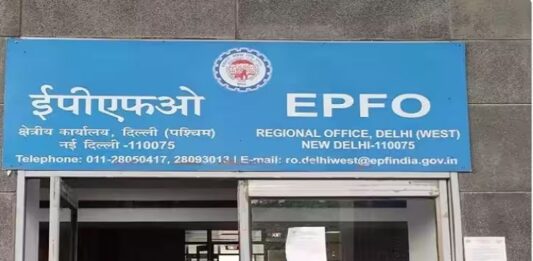 ईपीएफओ
क्षेत्रीय कार्यालय, दिल्ली (पश्चिम)
नई दिल्ली -110075
EPFO
REGIONAL OFFICE, DELHI (WEST)
NEW DELHI-110075
Telephone: 011-28050417, 28093013 I E-mail: ro.delhiwest@epfindia.gov.in